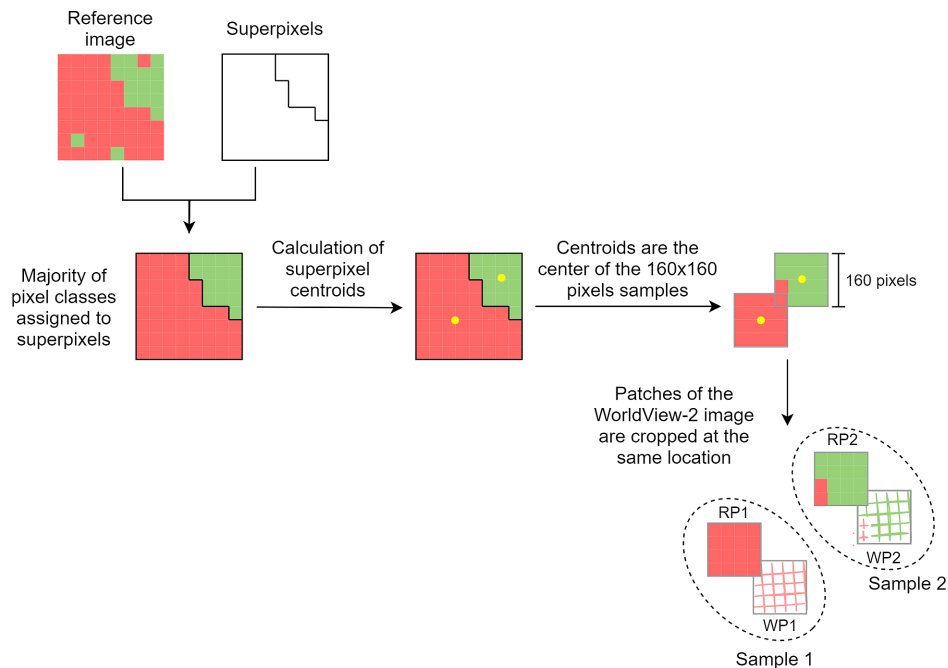 Reference
image
Superpixels
Majority of
pixel classes
assigned to
superpixels
Calculation of
superpixel
centroids
Centroids are the
center of the 160x160
pixels samples
160 pixels
Patches of the
WorldView-2 image
are cropped at the
same location
RP2
WP2
Sample 2
RP1
WP1
Sample 1